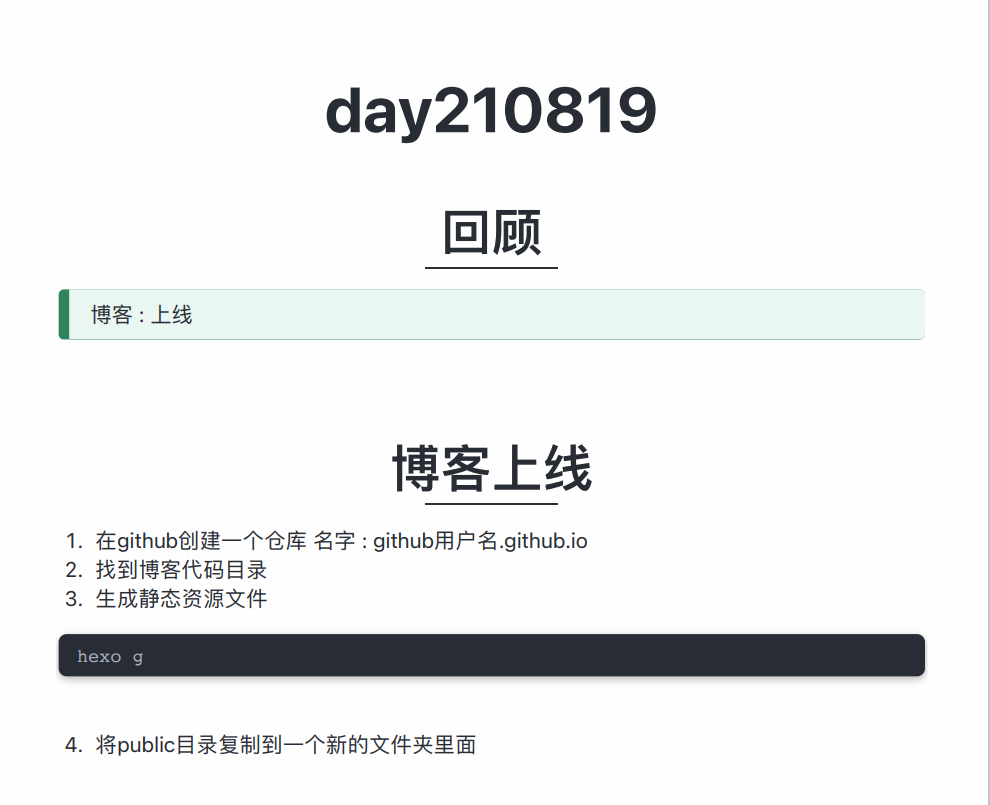 day210819
回顾
博客 : 上线
博客上线
1. 在github创建一个仓库 名字 : github用户名.github.io
2. 找到博客代码目录
3. 生成静态资源文件
hexo g
4. 将public目录复制到一个新的文件夹里面